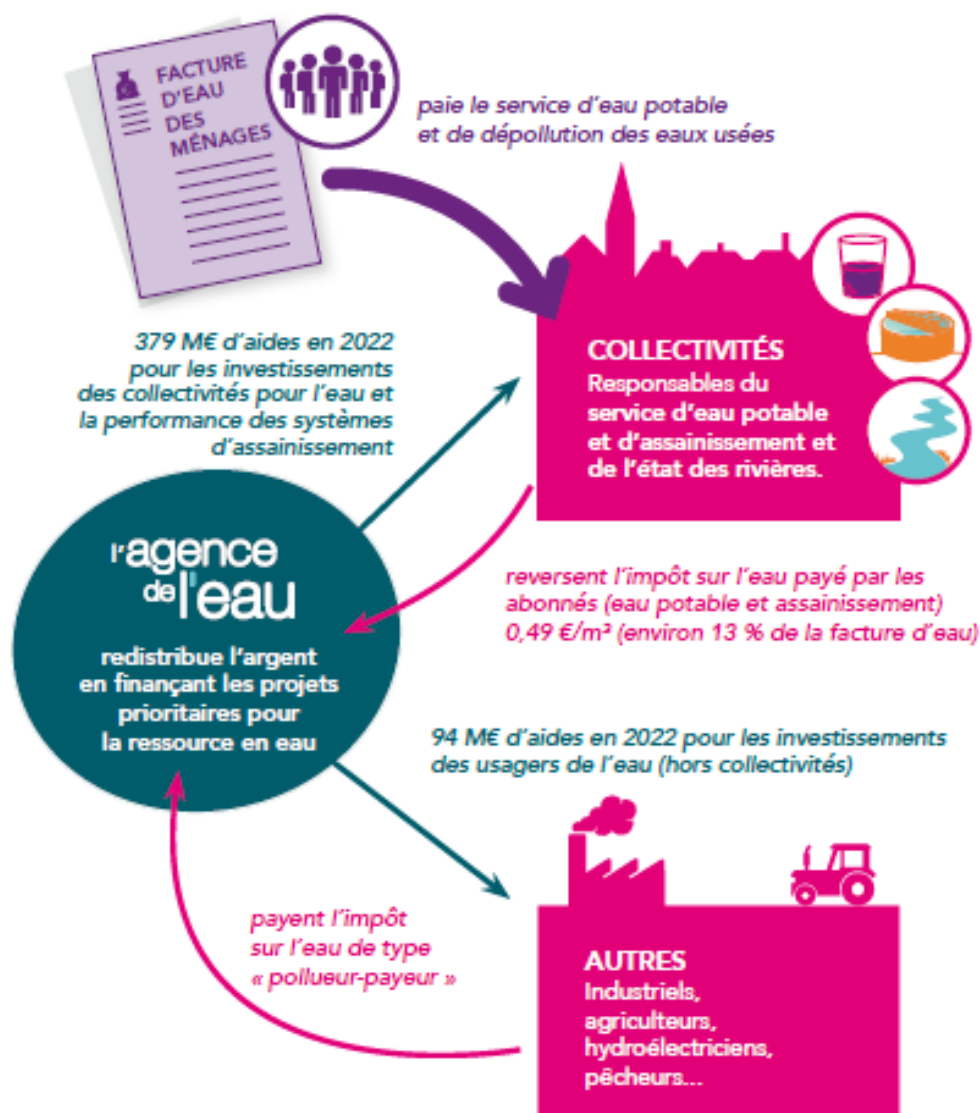 FACTURE
D'EAU
DES
MÉNAGES
paie le service d'eau potable
et de dépollution des eaux usées
379 M€ d'aides en 2022
pour les investissements
des collectivités pour l'eau et
la performance des systèmes
d'assainissement
COLLECTIVITÉS
Responsables du
service d'eau potable
et d'assainissement et
de l'état des rivières.
l'agence
de l'eau
redistribue l'argent
en finançant les projets
prioritaires pour
la ressource en eau
reversent l'impôt sur l'eau payé par les
abonnés (eau potable et assainissement)
0,49 €/m³ (environ 13 % de la facture d'eau)
94 M€ d'aides en 2022 pour les investissements
des usagers de l'eau (hors collectivités)
payent l'impôt
sur l'eau de type
« pollueur-payeur »
AUTRES
Industriels,
agriculteurs,
hydroélectriciens,
pêcheurs...